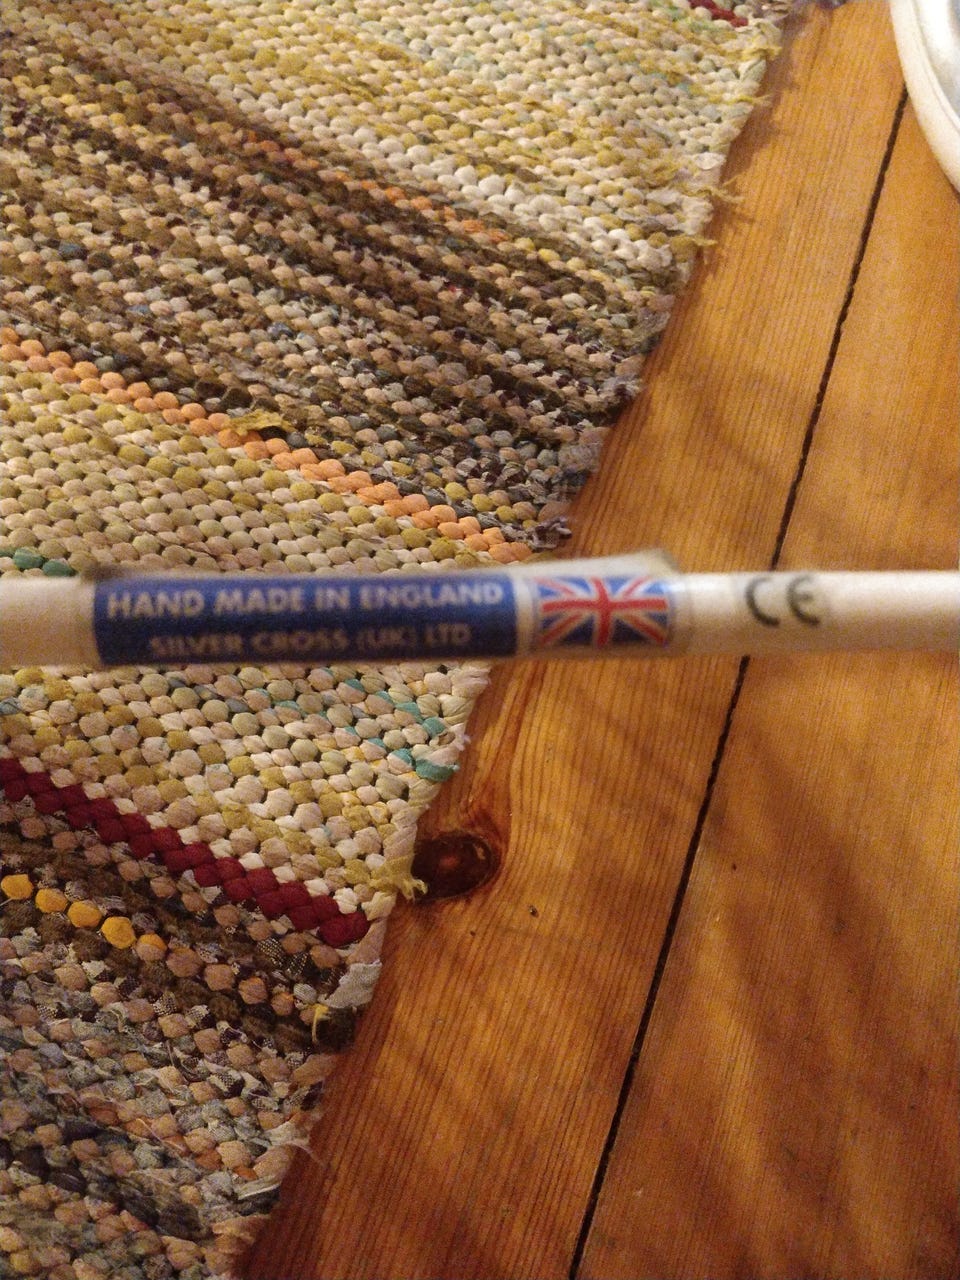 HAND MADE IN ENGLAND
SILVER CROSS (UK) LTD
CE